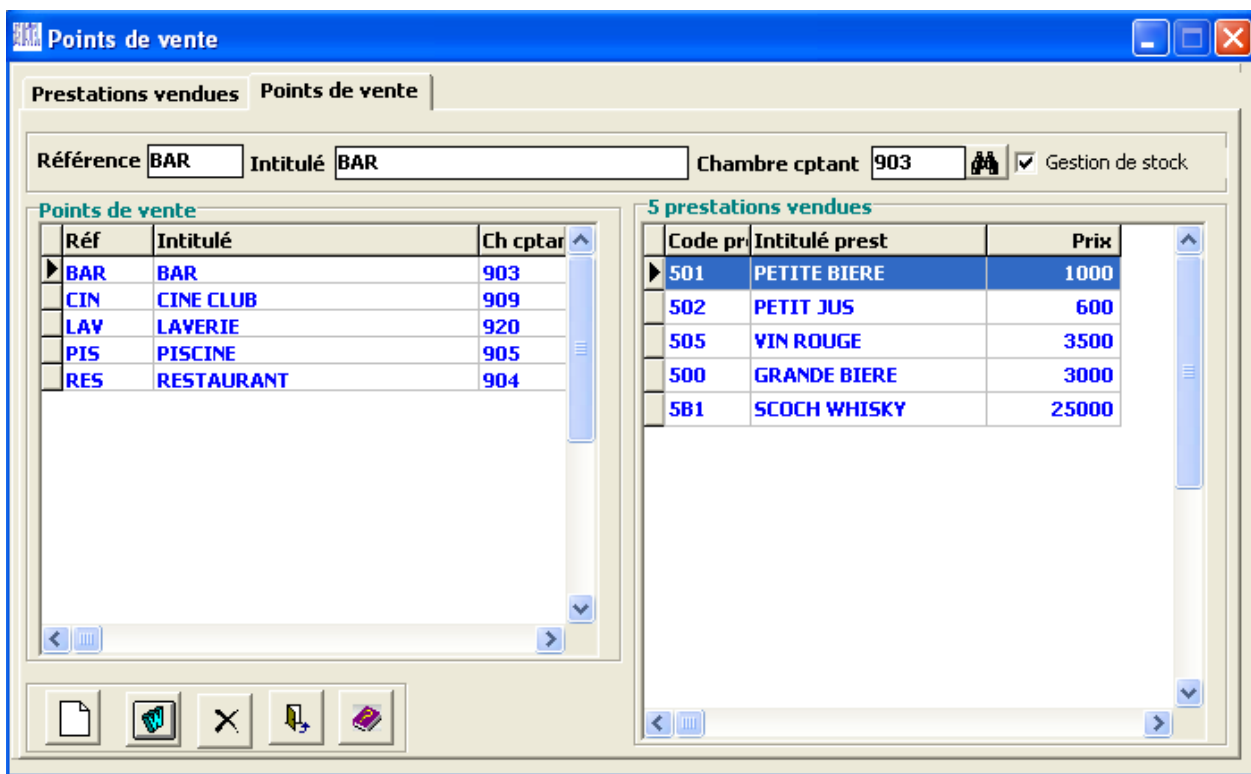 Points de vente
Prestations vendues Points de vente
Référence BAR Intitulé BAR Chambre cptant 903 Gestion de stock
Points de vente
Réf Intitulé Ch cptar
BAR BAR 903
CIN CINE CLUB 909
LAV LAVERIE 920
PIS PISCINE 905
RES RESTAURANT 904
5 prestations vendues
Code pr Intitulé prest Prix
501 PETITE BIERE 1000
502 PETIT JUS 600
505 VIN ROUGE 3500
500 GRANDE BIERE 3000
5B1 SCOCH WHISKY 25000